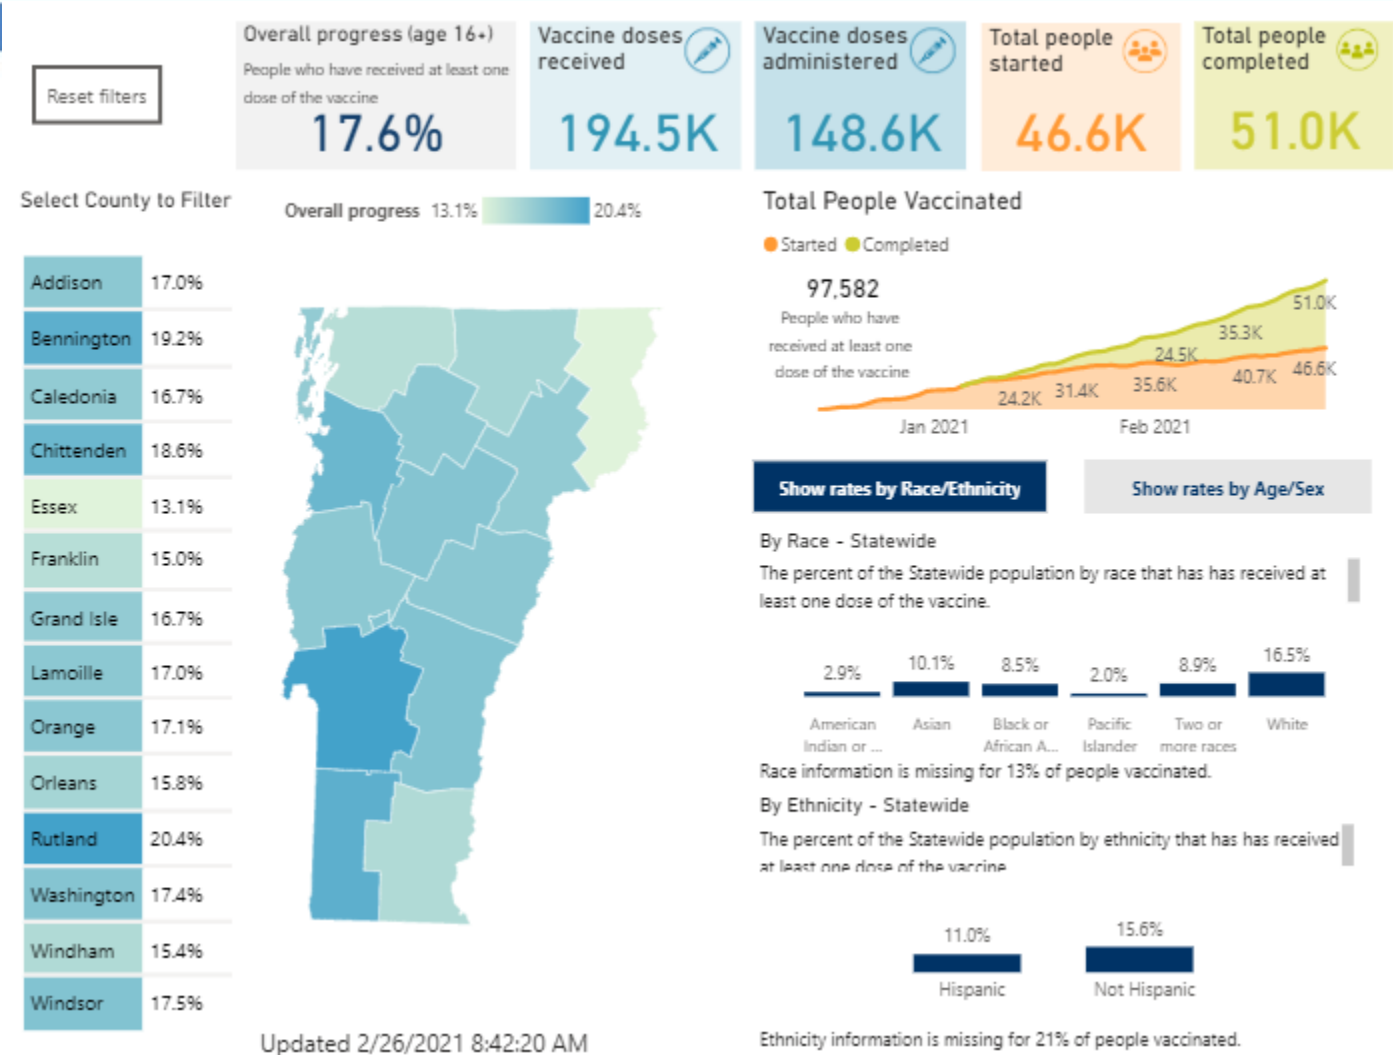 Reset filters
Overall progress (age 16+)
People who have received at least one
dose of the vaccine
17.6%
Vaccine doses
received
194.5K
Vaccine doses
administered
148.6K
Total people
started
46.6K
Total people
completed
51.0K
Select County to Filter
Addison 17.0%
Bennington 19.2%
Caledonia 16.7%
Chittenden 18.6%
Essex 13.1%
Franklin 15.0%
Grand Isle 16.7%
Lamoille 17.0%
Orange 17.1%
Orleans 15.8%
Rutland 20.4%
Washington 17.4%
Windham 15.4%
Windsor 17.5%
Overall progress 13.1% 20.4%
Updated 2/26/2021 8:42:20 AM
Total People Vaccinated
Started Completed
97,582
People who have
received at least one
dose of the vaccine
51.0K
35.3K
24.5K
46.6K
40.7K
35.6K
31.4K
24.2K
Jan 2021 Feb 2021
Show rates by Race/Ethnicity
Show rates by Age/Sex
By Race - Statewide
The percent of the Statewide population by race that has has received at
least one dose of the vaccine.
2.9% 10.1% 8.5% 2.0% 8.9% 16.5%
American Asian Black or Pacific Two or White
Indian or ... African A... Islander more races
Race information is missing for 13% of people vaccinated.
By Ethnicity - Statewide
The percent of the Statewide population by ethnicity that has has received
at least one dose of the vaccine
11.0% 15.6%
Hispanic Not Hispanic
Ethnicity information is missing for 21% of people vaccinated.